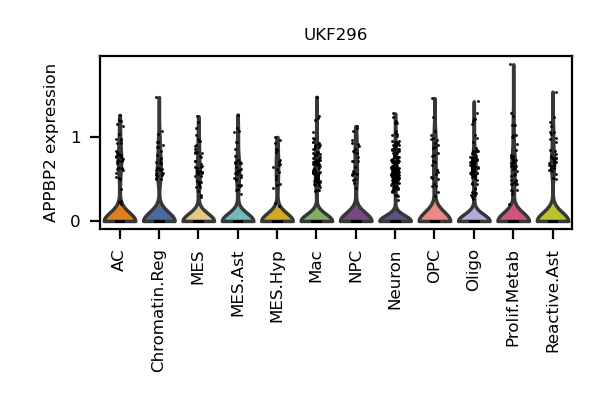 UKF296
APPBP2 expression
1
0
AC
Chromatin.Reg
MES
MES.Ast
MES.Hyp
Mac
NPC
Neuron
OPC
Oligo
Prolif.Metab
Reactive.Ast